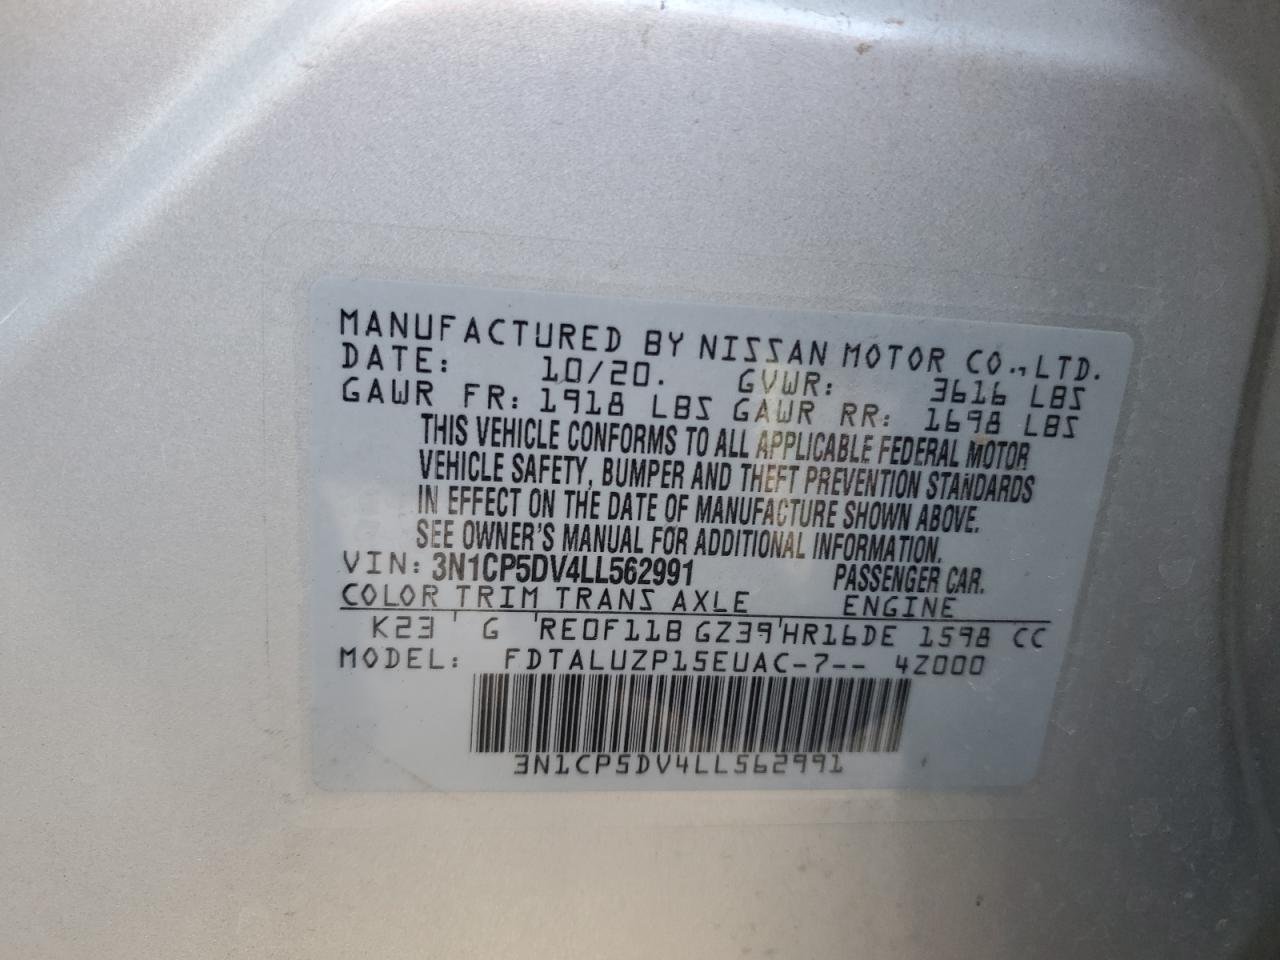 MANUFACTURED BY NISSAN MOTOR CO., LTD.
DATE: 10/20. GVWR: 3616 LBS
GAWR FR: 1918 LBS GAWR RR: 1698 LBS
THIS VEHICLE CONFORMS TO ALL APPLICABLE FEDERAL MOTOR
VEHICLE SAFETY, BUMPER AND THEFT PREVENTION STANDARDS
IN EFFECT ON THE DATE OF MANUFACTURE SHOWN ABOVE.
SEE OWNER'S MANUAL FOR ADDITIONAL INFORMATION.
VIN: 3N1CP5DV4LL562991 PASSENGER CAR.
COLOR TRIM TRANS AXLE ENGINE
K23 G RE0F11B GZ39 HR16DE 1598 CC
MODEL: FDTALUZP15EUAC-7-- 4Z000
3N1CP5DV4LL562991